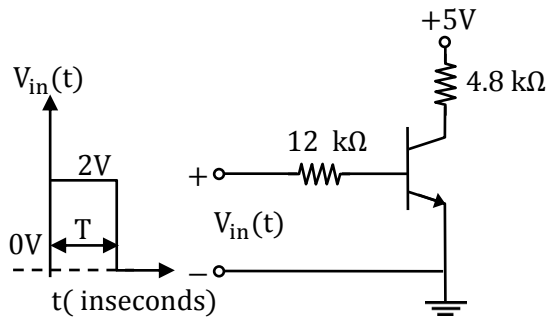 +5V
V_in(t)
4.8 kΩ
12 kΩ
2V
+
T
0V
V_in(t)
−
t( inseconds)